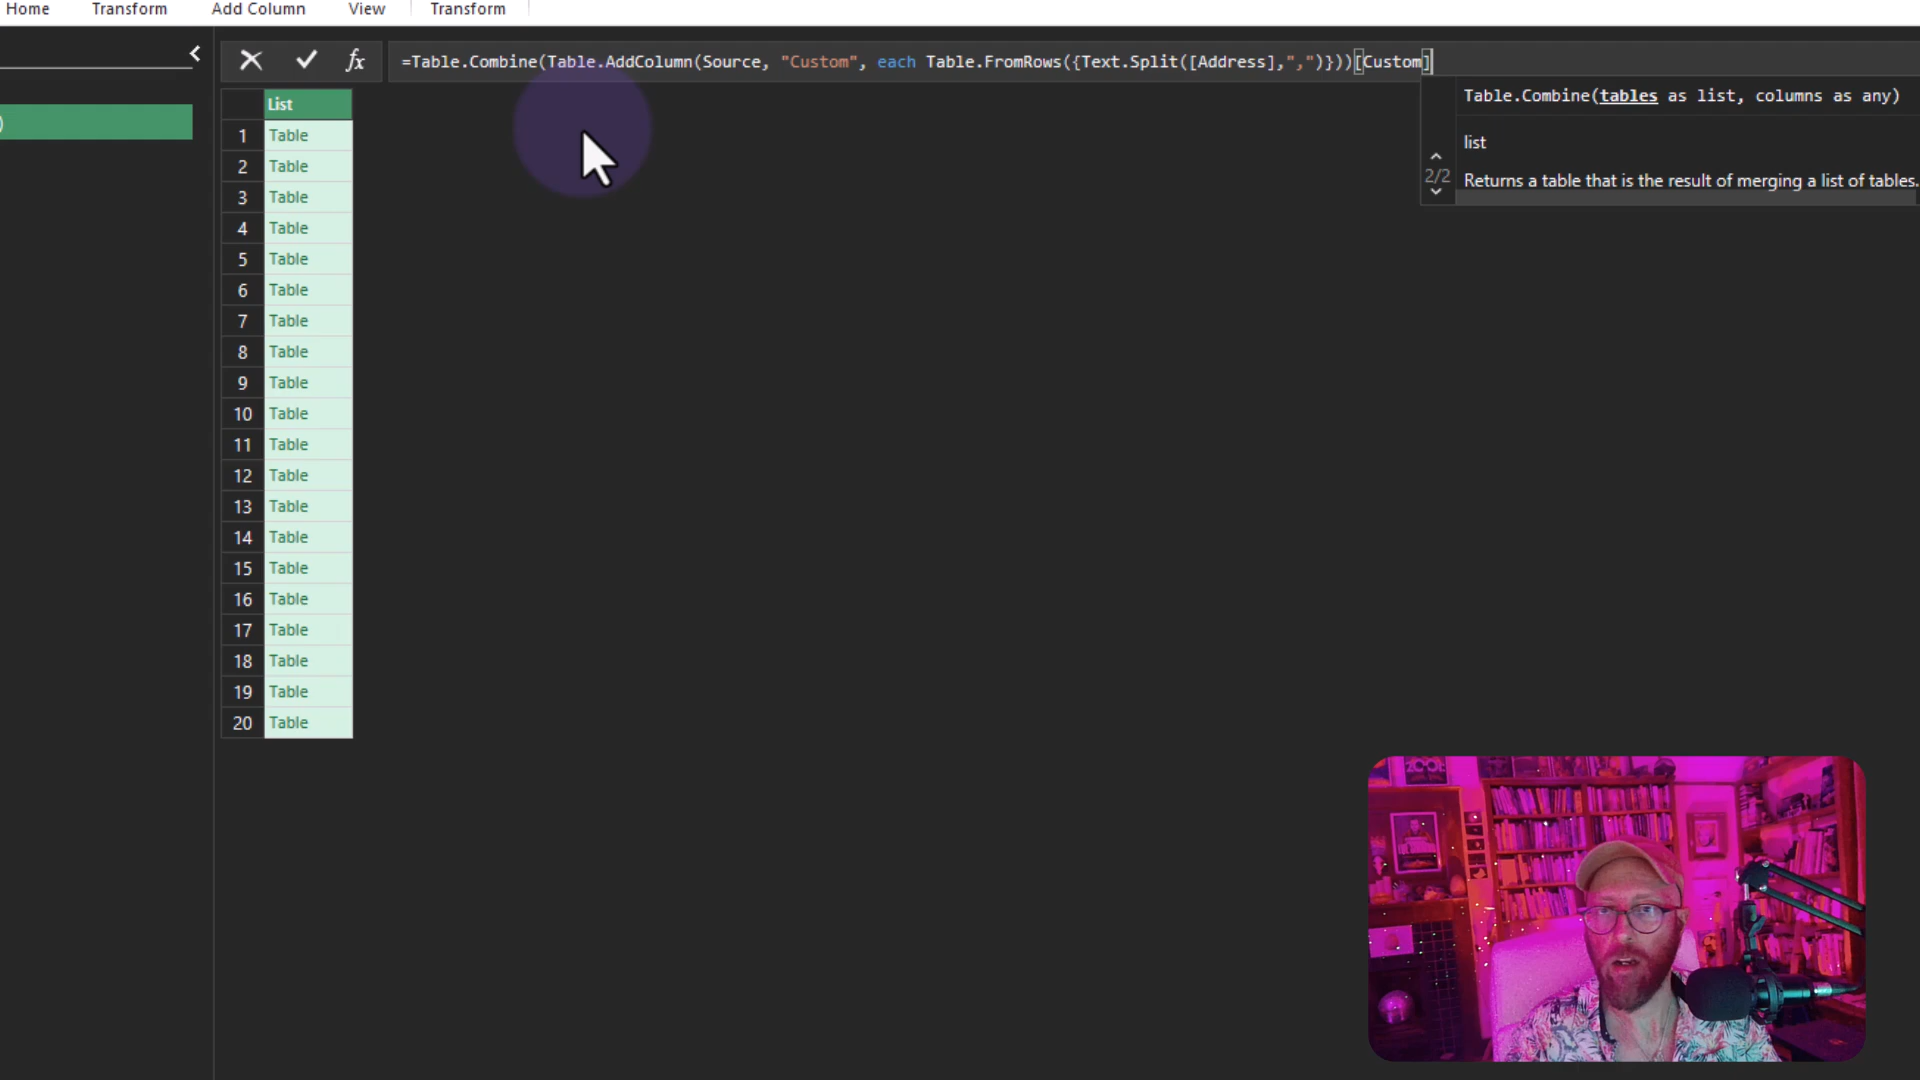 Home Transform Add Column View Transform
=Table.Combine(Table.AddColumn(Source, "Custom", each Table.FromRows({Text.Split([Address],",")}))[Custom]
)
List
Table.Combine(tables as list, columns as any)
list
2/2
Returns a table that is the result of merging a list of tables.
1 Table
2 Table
3 Table
4 Table
5 Table
6 Table
7 Table
8 Table
9 Table
10 Table
11 Table
12 Table
13 Table
14 Table
15 Table
16 Table
17 Table
18 Table
19 Table
20 Table